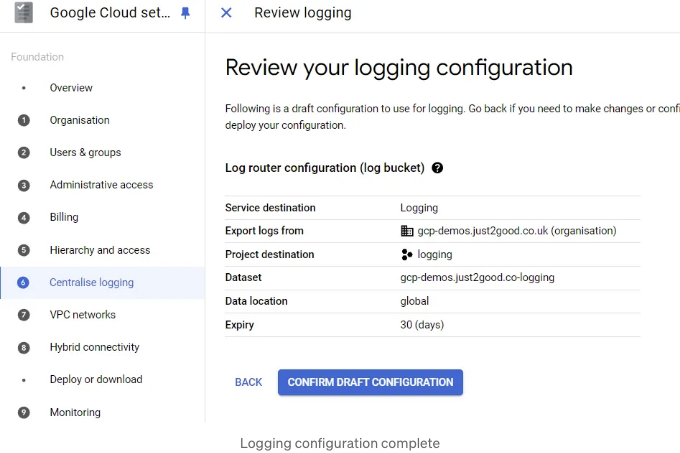 Google Cloud set...
Review logging
Foundation
Overview
1 Organisation
2 Users & groups
3 Administrative access
4 Billing
5 Hierarchy and access
6 Centralise logging
7 VPC networks
8 Hybrid connectivity
Deploy or download
9 Monitoring
Review your logging configuration
Following is a draft configuration to use for logging. Go back if you need to make changes or confi
deploy your configuration.
Log router configuration (log bucket) ?
Service destination Logging
Export logs from gcp-demos.just2good.co.uk (organisation)
Project destination logging
Dataset gcp-demos.just2good.co-logging
Data location global
Expiry 30 (days)
BACK CONFIRM DRAFT CONFIGURATION
Logging configuration complete